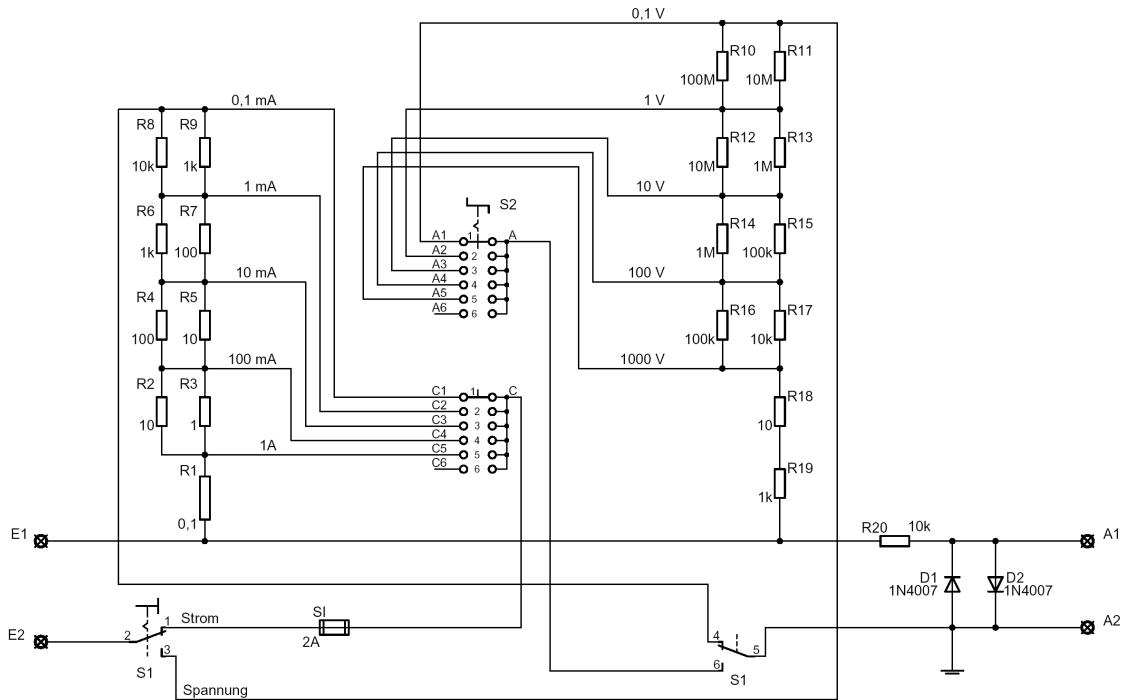 0,1 V
R10
R11
100M
10M
0,1 mA
1 V
R8
R9
R12
R13
10k
1k
10M
1M
1 mA
10 V
S2
R6
R7
R14
R15
1k
100
1M
100k
A1
1
A
A2
2
A3
3
A4
4
A5
5
A6
6
10 mA
100 V
R4
R5
R16
R17
100
10
100k
10k
100 mA
1000 V
R2
R3
R18
10
1
10
C1
1
C
C2
2
C3
3
C4
4
C5
5
C6
6
1A
R1
R19
0,1
1k
E1
R20
10k
A1
D1
1N4007
D2
1N4007
E2
2
1
3
S1
Strom
SI
2A
4
5
6
S1
A2
Spannung